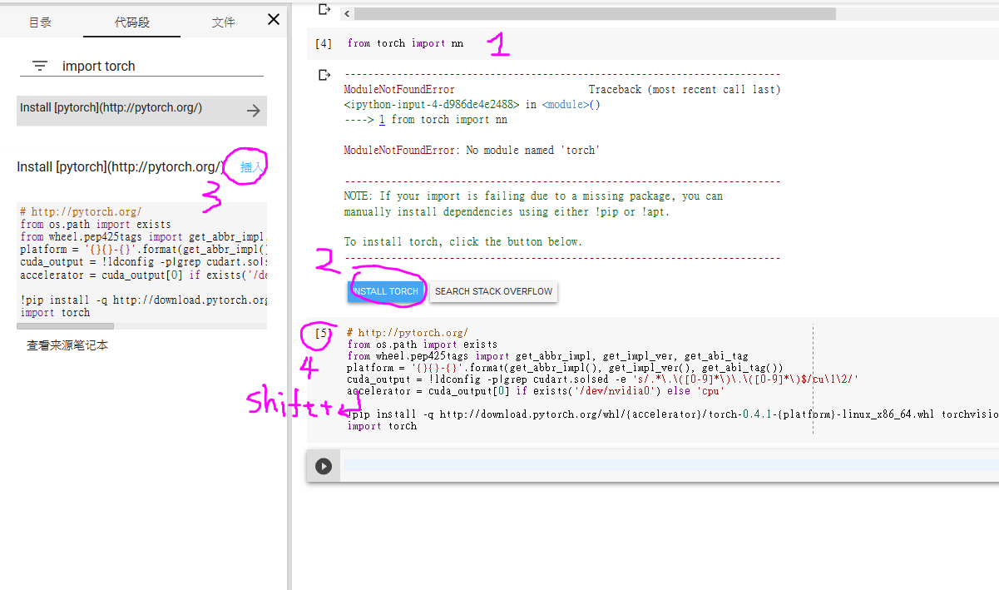 目录 代码段 文件
import torch
Install [pytorch](http://pytorch.org/)
Install [pytorch](http://pytorch.org/) 插入
3
# http://pytorch.org/
from os.path import exists
from wheel.pep425tags import get_abbr_impl,
platform = '{}{}-{}'.format(get_abbr_impl()
cuda_output = !ldconfig -p|grep cudart.so|sed
accelerator = cuda_output[0] if exists('/de
!pip install -q http://download.pytorch.org
import torch
查看来源笔记本
[4] from torch import nn 1
---------------------------------------------------------------------------
ModuleNotFoundError Traceback (most recent call last)
<ipython-input-4-d986de4e2488> in <module>()
----> 1 from torch import nn
ModuleNotFoundError: No module named 'torch'
---------------------------------------------------------------------------
NOTE: If your import is failing due to a missing package, you can
manually install dependencies using either !pip or !apt.
To install torch, click the button below.
---------------------------------------------------------------------------
2
INSTALL TORCH SEARCH STACK OVERFLOW
[5] # http://pytorch.org/
from os.path import exists
from wheel.pep425tags import get_abbr_impl, get_impl_ver, get_abi_tag
platform = '{}{}-{}'.format(get_abbr_impl(), get_impl_ver(), get_abi_tag())
cuda_output = !ldconfig -p|grep cudart.so|sed -e 's/.*\.\([0-9]*\)\.\([0-9]*\)$/cu\1\2/'
accelerator = cuda_output[0] if exists('/dev/nvidia0') else 'cpu'
!pip install -q http://download.pytorch.org/whl/{accelerator}/torch-0.4.1-{platform}-linux_x86_64.whl torchvisio
import torch
4
shift+↵